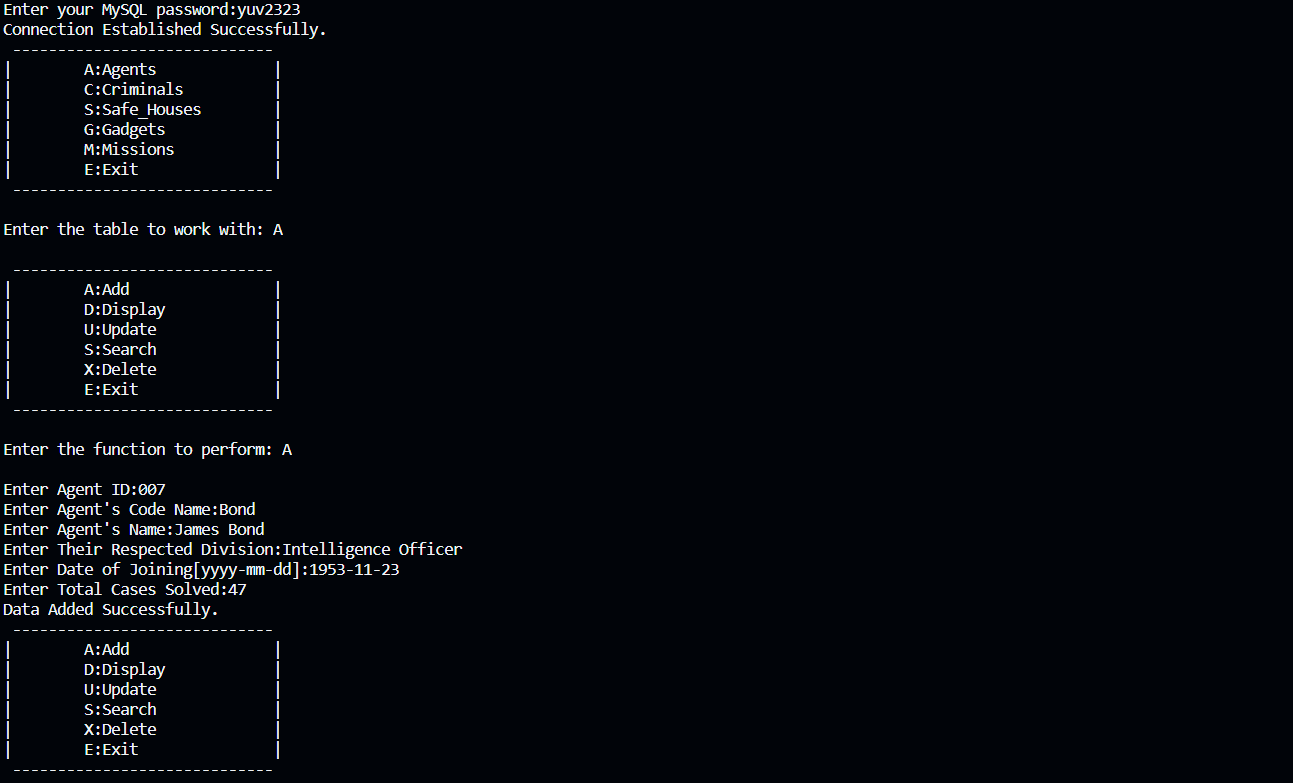 Enter your MySQL password:yuv2323
Connection Established Successfully.
 -----------------------------
|        A:Agents             |
|        C:Criminals          |
|        S:Safe_Houses        |
|        G:Gadgets            |
|        M:Missions           |
|        E:Exit               |
 -----------------------------
Enter the table to work with: A
 -----------------------------
|        A:Add                |
|        D:Display            |
|        U:Update             |
|        S:Search             |
|        X:Delete             |
|        E:Exit               |
 -----------------------------
Enter the function to perform: A
Enter Agent ID:007
Enter Agent's Code Name:Bond
Enter Agent's Name:James Bond
Enter Their Respected Division:Intelligence Officer
Enter Date of Joining[yyyy-mm-dd]:1953-11-23
Enter Total Cases Solved:47
Data Added Successfully.
 -----------------------------
|        A:Add                |
|        D:Display            |
|        U:Update             |
|        S:Search             |
|        X:Delete             |
|        E:Exit               |
 -----------------------------